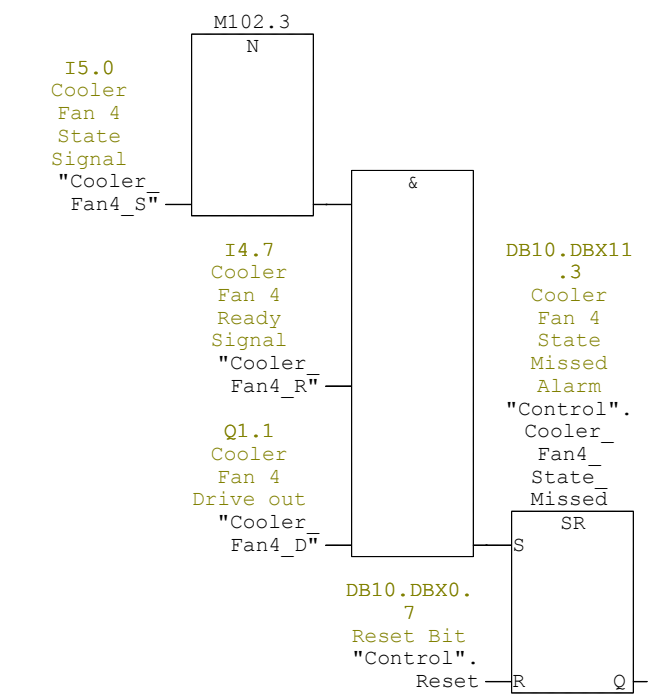 M102.3
N
I5.0
Cooler
Fan 4
State
Signal
"Cooler_
Fan4_S"
&
I4.7
Cooler
Fan 4
Ready
Signal
"Cooler_
Fan4_R"
Q1.1
Cooler
Fan 4
Drive out
"Cooler_
Fan4_D"
DB10.DBX11
.3
Cooler
Fan 4
State
Missed
Alarm
"Control".
Cooler_
Fan4_
State_
Missed
SR
S
DB10.DBX0.
7
Reset Bit
"Control".
Reset
R
Q